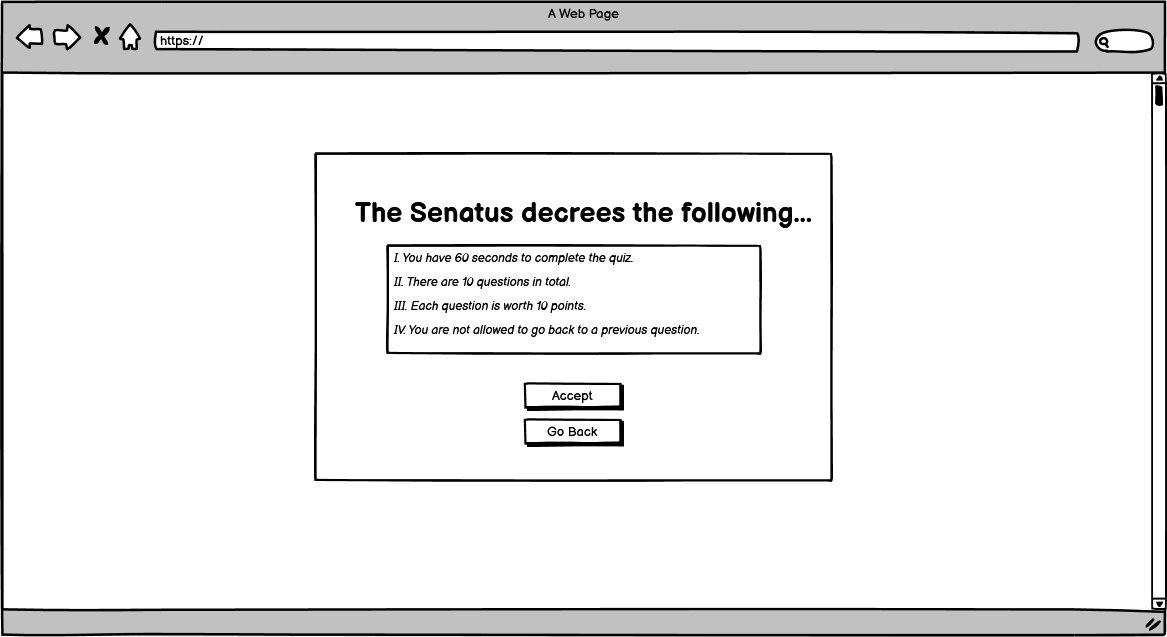 A Web Page
https://
The Senatus decrees the following...
I. You have 60 seconds to complete the quiz.
II. There are 10 questions in total.
III. Each question is worth 10 points.
IV. You are not allowed to go back to a previous question.
Accept
Go Back